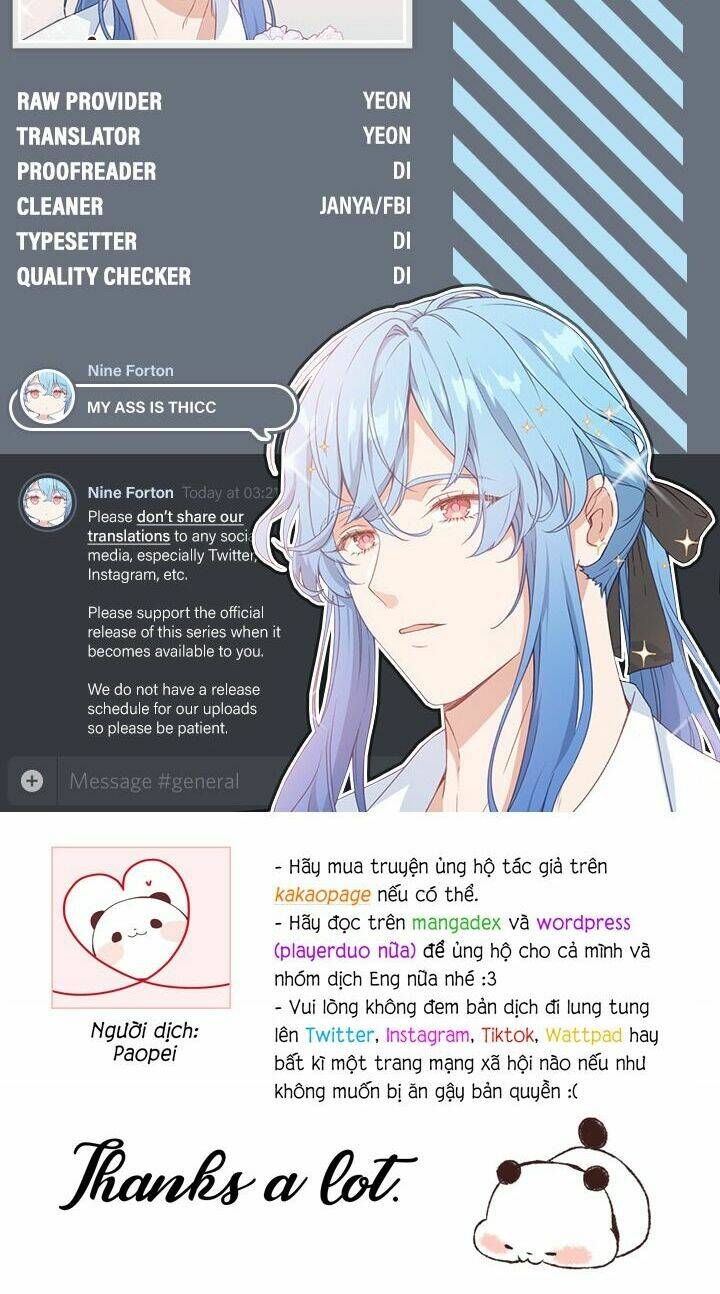 RAW PROVIDER YEON
TRANSLATOR YEON
PROOFREADER DI
CLEANER JANYA/FBI
TYPESETTER DI
QUALITY CHECKER DI
Nine Forton
MY ASS IS THICC
Nine Forton Today at 03:21
Please don't share our
translations to any social
media, especially Twitter,
Instagram, etc.
Please support the official
release of this series when it
becomes available to you.
We do not have a release
schedule for our uploads
so please be patient.
Message #general
Người dịch:
Paopei
- Hãy mua truyện ủng hộ tác giả trên
kakaopage nếu có thể.
- Hãy đọc trên mangadex và wordpress
(playerduo nữa) để ủng hộ cho cả mình và
nhóm dịch Eng nữa nhé :3
- Vui lòng không đem bản dịch đi lung tung
lên Twitter, Instagram, Tiktok, Wattpad hay
bất kì một trang mạng xã hội nào nếu như
không muốn bị ăn gậy bản quyền :(
Thanks a lot.